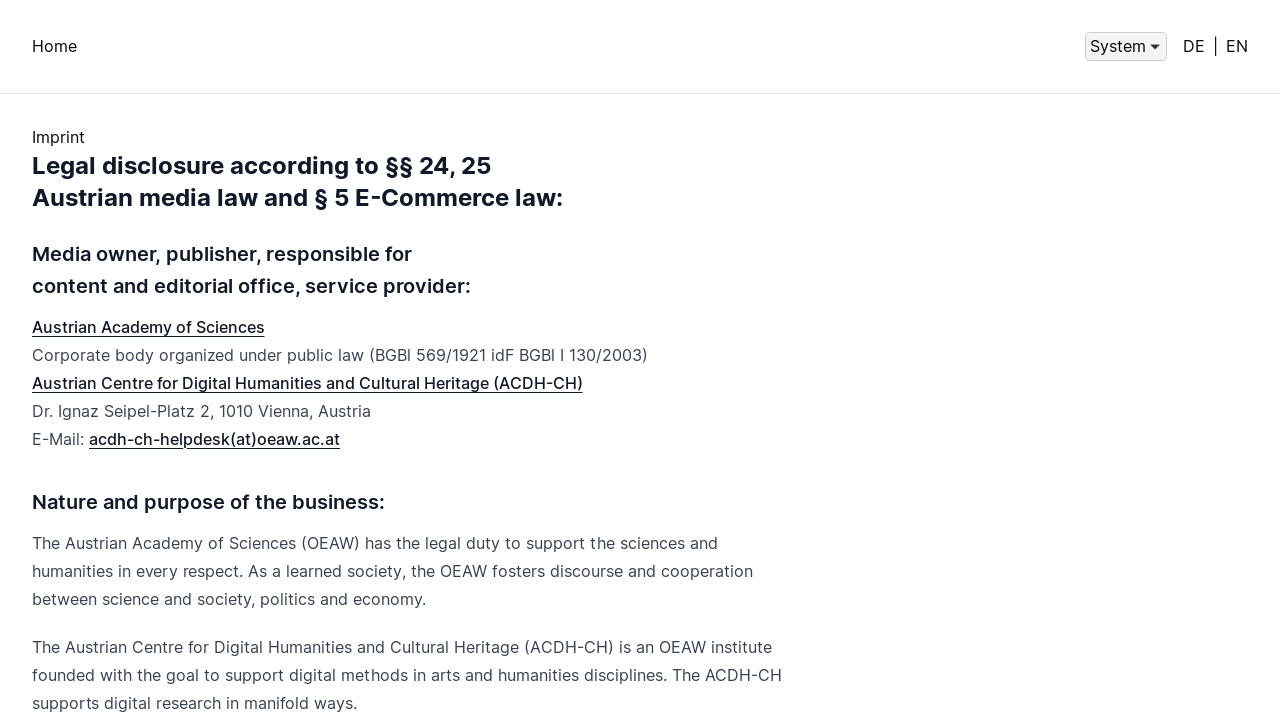 Home
System
DE | EN
Imprint
Legal disclosure according to §§ 24, 25
Austrian media law and § 5 E-Commerce law:
Media owner, publisher, responsible for
content and editorial office, service provider:
Austrian Academy of Sciences
Corporate body organized under public law (BGBl 569/1921 idF BGBl I 130/2003)
Austrian Centre for Digital Humanities and Cultural Heritage (ACDH-CH)
Dr. Ignaz Seipel-Platz 2, 1010 Vienna, Austria
E-Mail: acdh-ch-helpdesk(at)oeaw.ac.at
Nature and purpose of the business:
The Austrian Academy of Sciences (OEAW) has the legal duty to support the sciences and
humanities in every respect. As a learned society, the OEAW fosters discourse and cooperation
between science and society, politics and economy.
The Austrian Centre for Digital Humanities and Cultural Heritage (ACDH-CH) is an OEAW institute
founded with the goal to support digital methods in arts and humanities disciplines. The ACDH-CH
supports digital research in manifold ways.